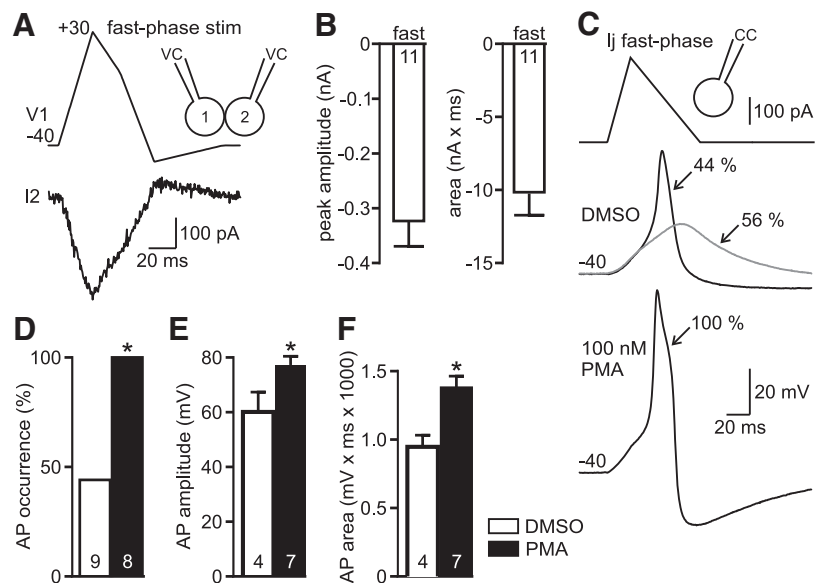 A
+30
fast-phase stim
VC
VC
V1
-40
1
2
I2
100 pA
20 ms
B
fast
11
0
-0.1
-0.2
-0.3
-0.4
peak amplitude (nA)
fast
11
0
-5
-10
-15
area (nA x ms)
C
Ij fast-phase
CC
100 pA
44 %
DMSO
56 %
-40
100 %
100 nM
PMA
20 mV
20 ms
-40
D
100
50
0
AP occurrence (%)
*
9
8
E
80
60
40
20
0
AP amplitude (mV)
*
4
7
F
1.5
1.0
0.5
0
AP area (mV x ms x 1000)
*
4
7
DMSO
PMA